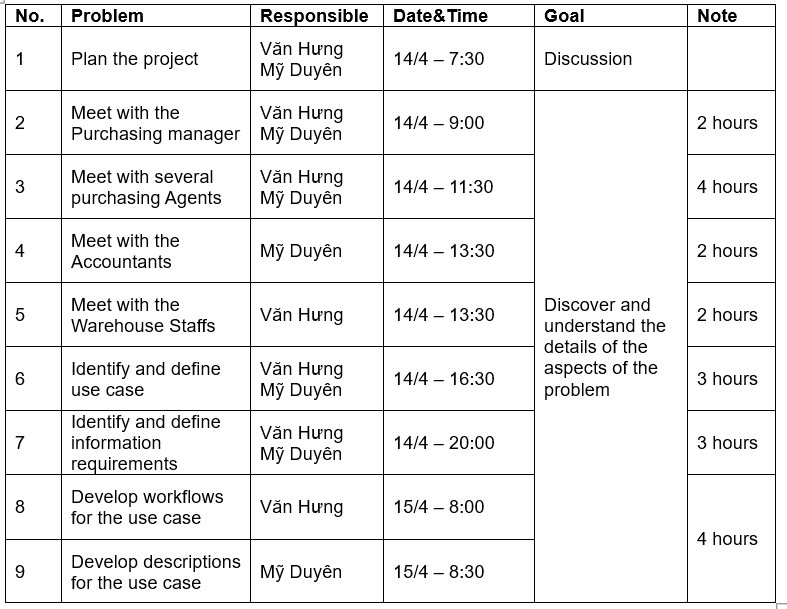 No. Problem Responsible Date&Time Goal Note
1 Plan the project Văn Hưng
Mỹ Duyên 14/4 – 7:30 Discussion
2 Meet with the
Purchasing manager Văn Hưng
Mỹ Duyên 14/4 – 9:00 2 hours
3 Meet with several
purchasing Agents Văn Hưng
Mỹ Duyên 14/4 – 11:30 4 hours
4 Meet with the
Accountants Mỹ Duyên 14/4 – 13:30 2 hours
5 Meet with the
Warehouse Staffs Văn Hưng 14/4 – 13:30 2 hours
Discover and
understand the
details of the
aspects of the
problem
6 Identify and define
use case Văn Hưng
Mỹ Duyên 14/4 – 16:30 3 hours
7 Identify and define
information
requirements Văn Hưng
Mỹ Duyên 14/4 – 20:00 3 hours
8 Develop workflows
for the use case Văn Hưng 15/4 – 8:00
4 hours
9 Develop descriptions
for the use case Mỹ Duyên 15/4 – 8:30